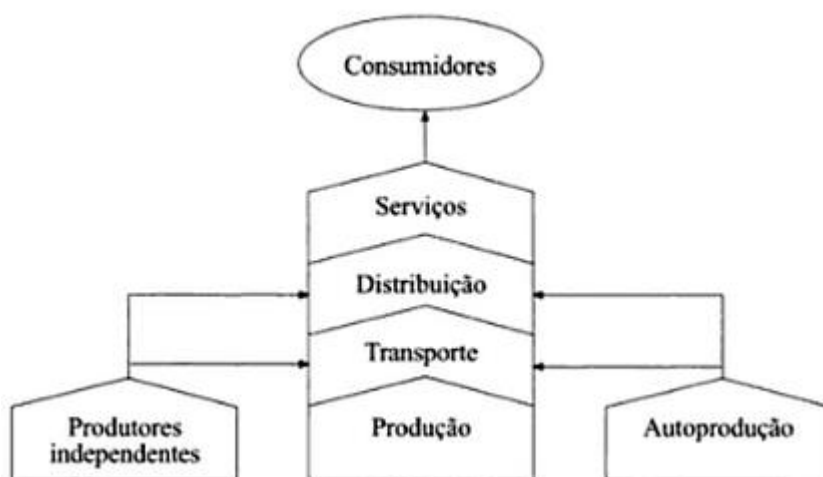 Consumidores
Serviços
Distribuição
Transporte
Produtores
independentes
Produção
Autoprodução